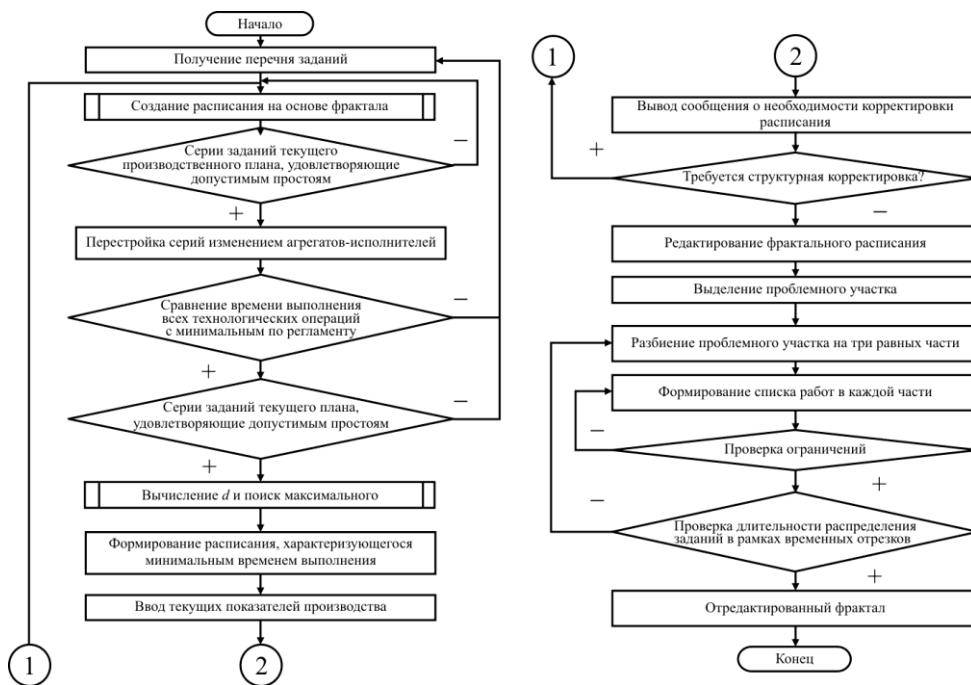 Начало
Получение перечня заданий
Создание расписания на основе фрактала
Серии заданий текущего
производственного плана, удовлетворяющие
допустимым простоям
–
+
Перестройка серий изменением агрегатов-исполнителей
Сравнение времени выполнения
всех технологических операций
с минимальным по регламенту
–
+
Серии заданий текущего плана,
удовлетворяющие допустимым простоям
–
+
Вычисление d и поиск максимального
Формирование расписания, характеризующегося
минимальным временем выполнения
Ввод текущих показателей производства
1
2
1
2
Вывод сообщения о необходимости корректировки
расписания
+
Требуется структурная корректировка?
–
Редактирование фрактального расписания
Выделение проблемного участка
Разбиение проблемного участка на три равных части
Формирование списка работ в каждой части
–
Проверка ограничений
+
–
Проверка длительности распределения
заданий в рамках временных отрезков
+
Отредактированный фрактал
Конец